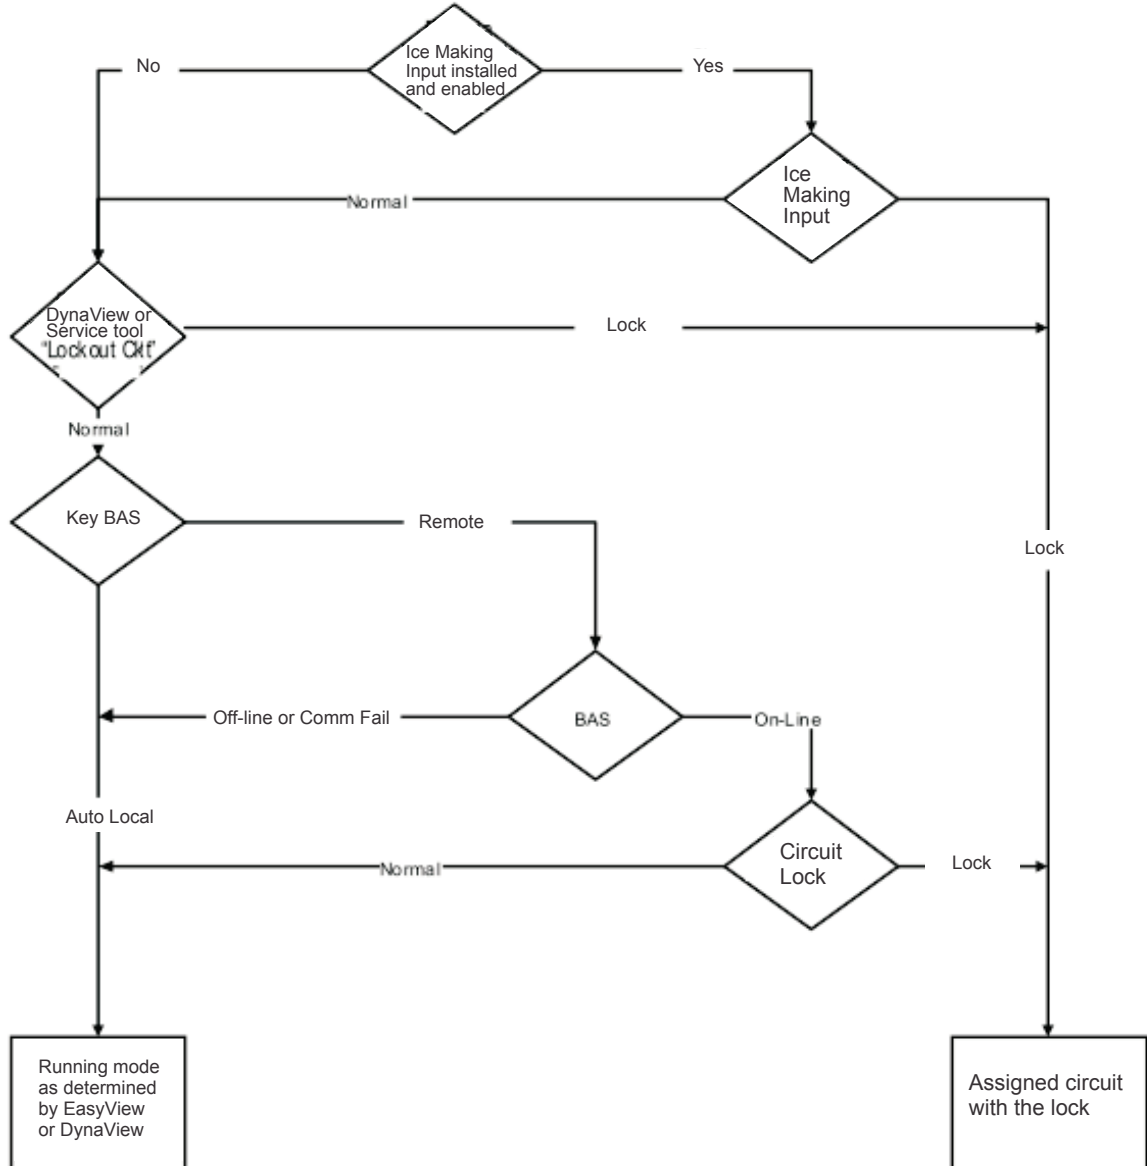 Ice Making
Input installed
and enabled
No
Yes
Ice
Making
Input
Normal
DynaView or
Service tool
"Lockout Ckt"
Lock
Normal
Key BAS
Remote
Lock
BAS
Off-line or Comm Fail
On-Line
Auto Local
Circuit
Lock
Normal
Lock
Running mode
as determined
by EasyView
or DynaView
Assigned circuit
with the lock